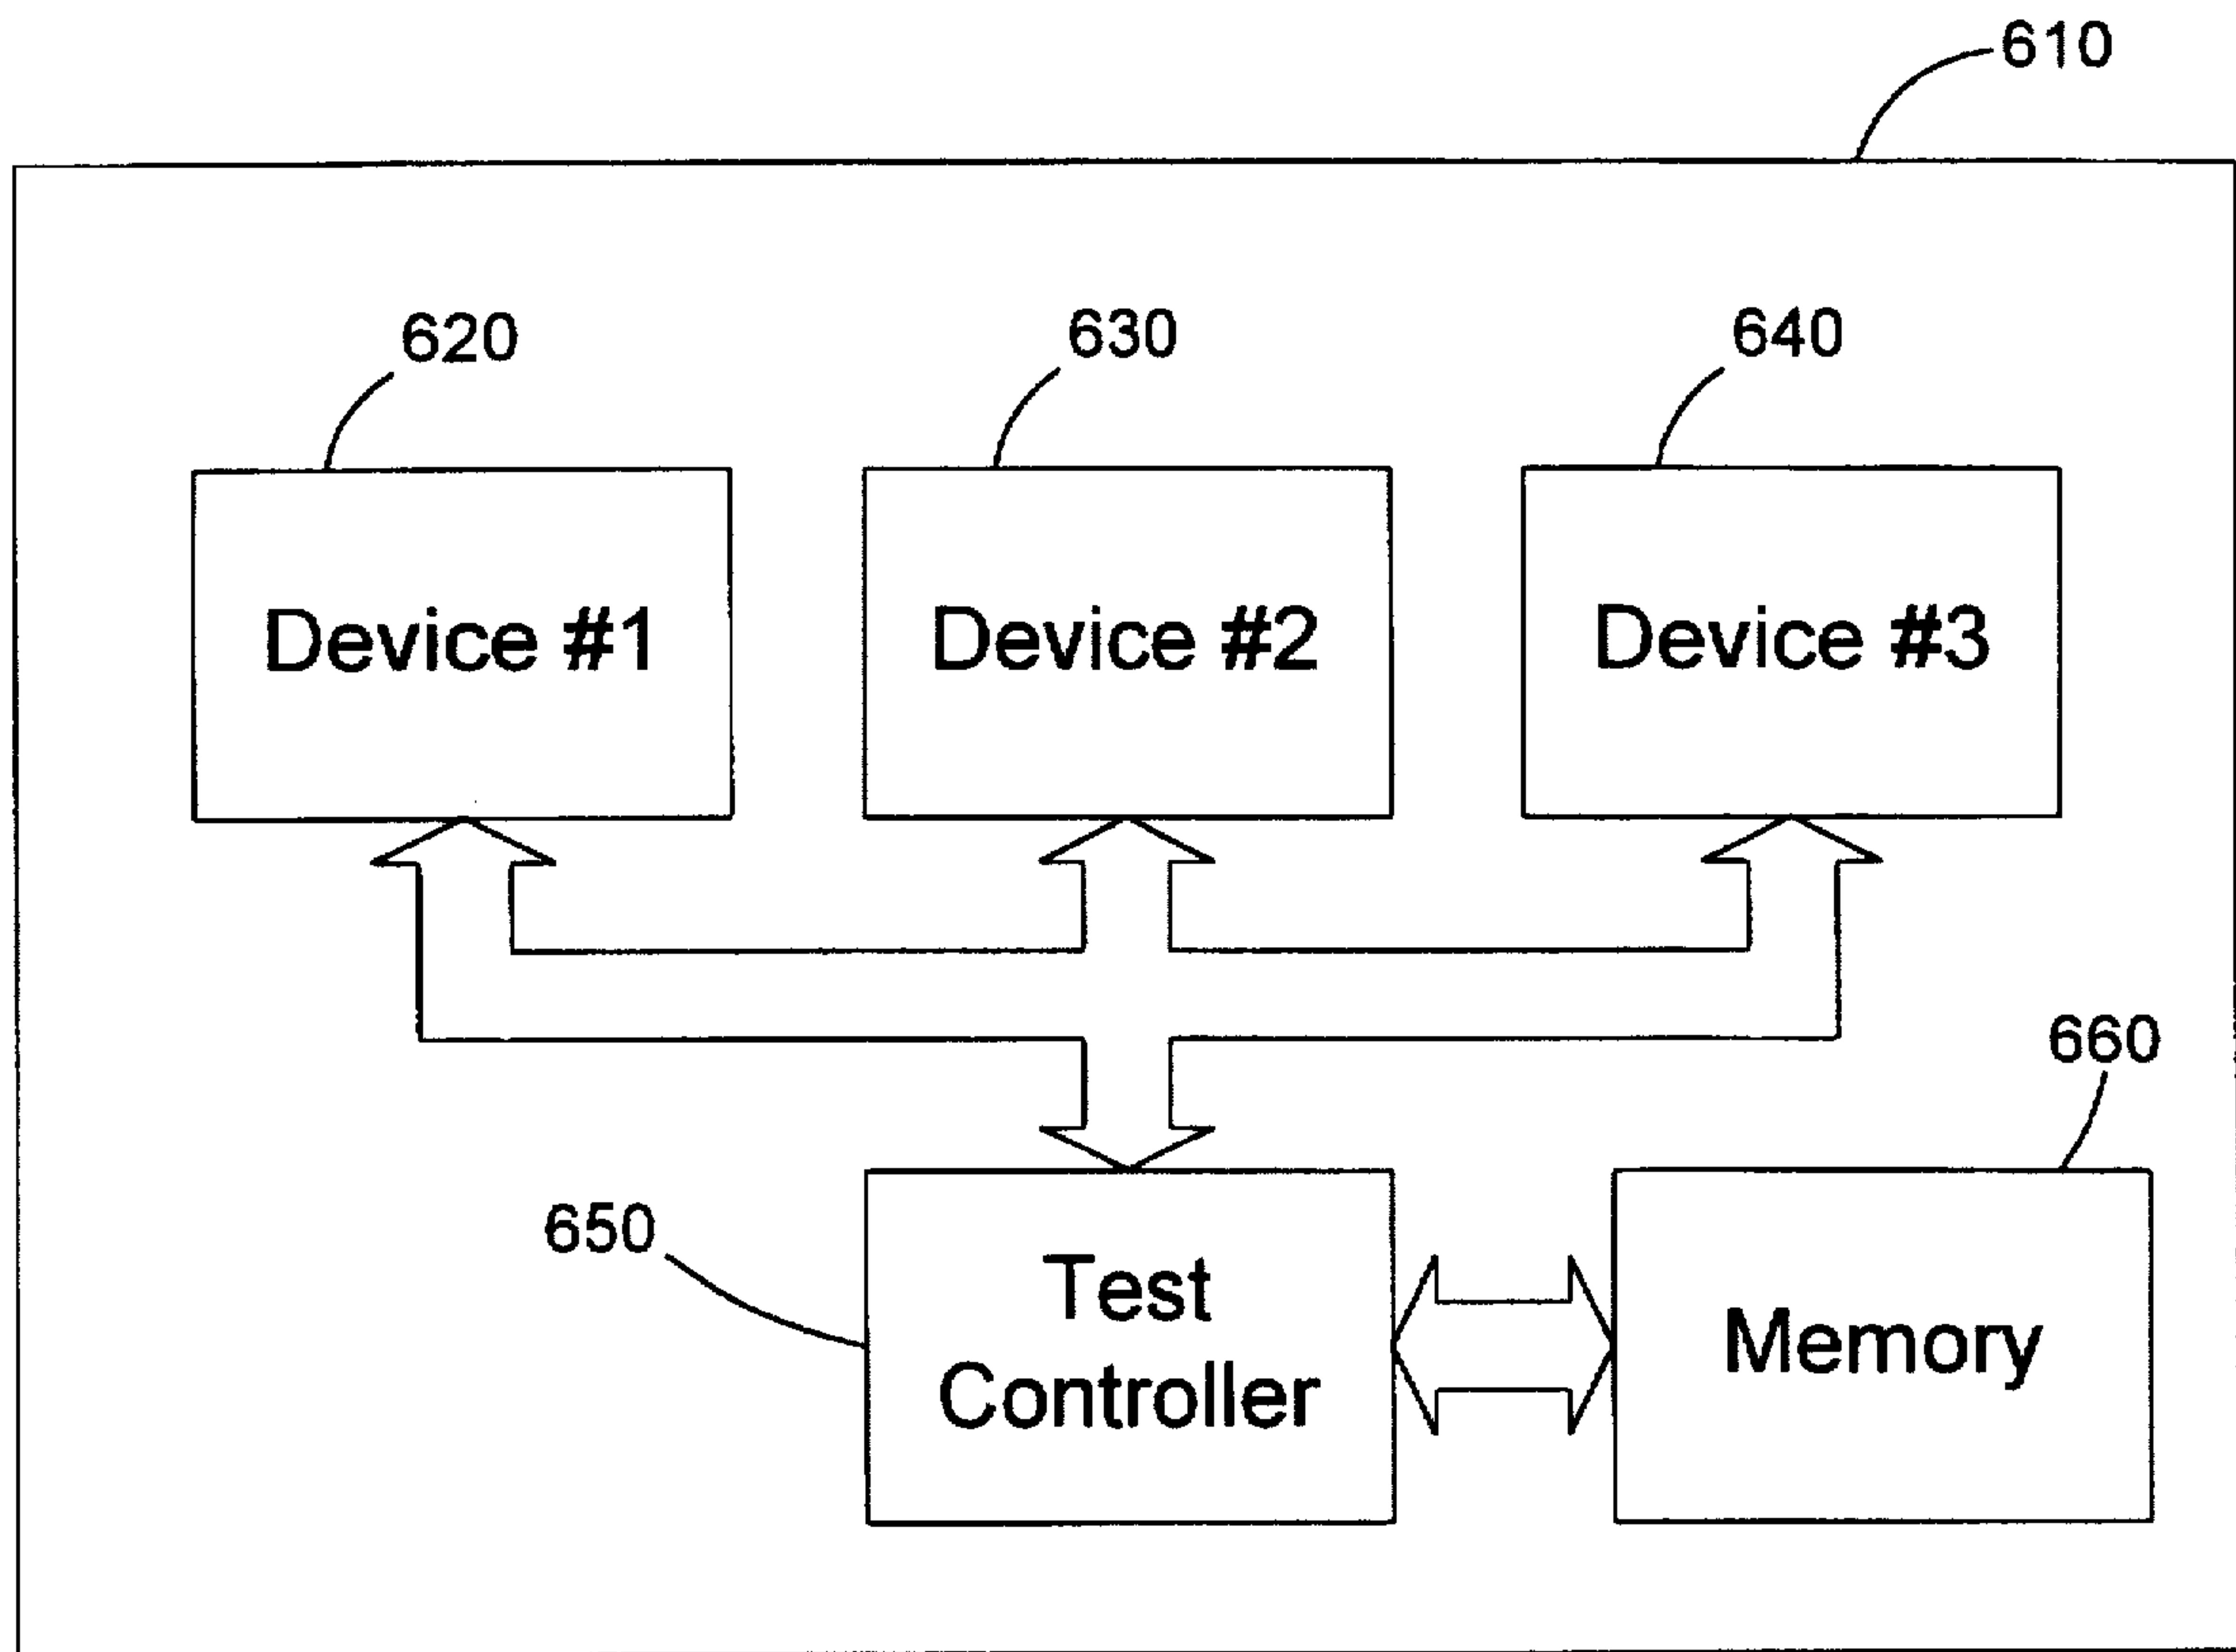 610
620
630
640
Device #1
Device #2
Device #3
660
650
Test
Controller
Memory